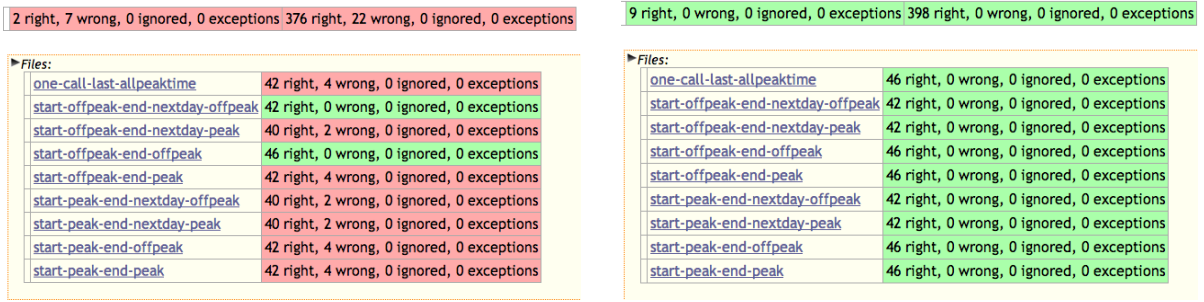 2 right, 7 wrong, 0 ignored, 0 exceptions 376 right, 22 wrong, 0 ignored, 0 exceptions
Files:
one-call-last-allpeaktime 42 right, 4 wrong, 0 ignored, 0 exceptions
start-offpeak-end-nextday-offpeak 42 right, 0 wrong, 0 ignored, 0 exceptions
start-offpeak-end-nextday-peak 40 right, 2 wrong, 0 ignored, 0 exceptions
start-offpeak-end-offpeak 46 right, 0 wrong, 0 ignored, 0 exceptions
start-offpeak-end-peak 42 right, 4 wrong, 0 ignored, 0 exceptions
start-peak-end-nextday-offpeak 40 right, 2 wrong, 0 ignored, 0 exceptions
start-peak-end-nextday-peak 40 right, 2 wrong, 0 ignored, 0 exceptions
start-peak-end-offpeak 42 right, 4 wrong, 0 ignored, 0 exceptions
start-peak-end-peak 42 right, 4 wrong, 0 ignored, 0 exceptions
9 right, 0 wrong, 0 ignored, 0 exceptions 398 right, 0 wrong, 0 ignored, 0 exceptions
Files:
one-call-last-allpeaktime 46 right, 0 wrong, 0 ignored, 0 exceptions
start-offpeak-end-nextday-offpeak 42 right, 0 wrong, 0 ignored, 0 exceptions
start-offpeak-end-nextday-peak 42 right, 0 wrong, 0 ignored, 0 exceptions
start-offpeak-end-offpeak 46 right, 0 wrong, 0 ignored, 0 exceptions
start-offpeak-end-peak 46 right, 0 wrong, 0 ignored, 0 exceptions
start-peak-end-nextday-offpeak 42 right, 0 wrong, 0 ignored, 0 exceptions
start-peak-end-nextday-peak 42 right, 0 wrong, 0 ignored, 0 exceptions
start-peak-end-offpeak 46 right, 0 wrong, 0 ignored, 0 exceptions
start-peak-end-peak 46 right, 0 wrong, 0 ignored, 0 exceptions